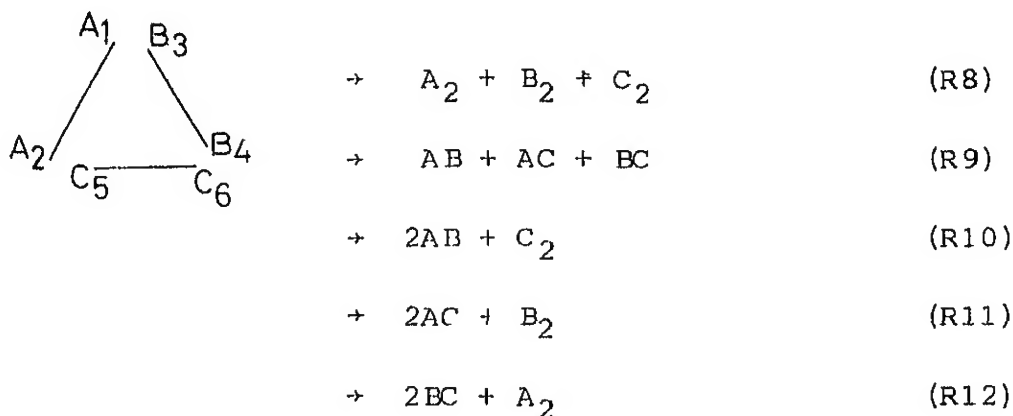 A1 B3
→ A2 + B2 + C2 (R8)
A2 B4
C5 C6
→ AB + AC + BC (R9)
→ 2AB + C2 (R10)
→ 2AC + B2 (R11)
→ 2BC + A2 (R12)